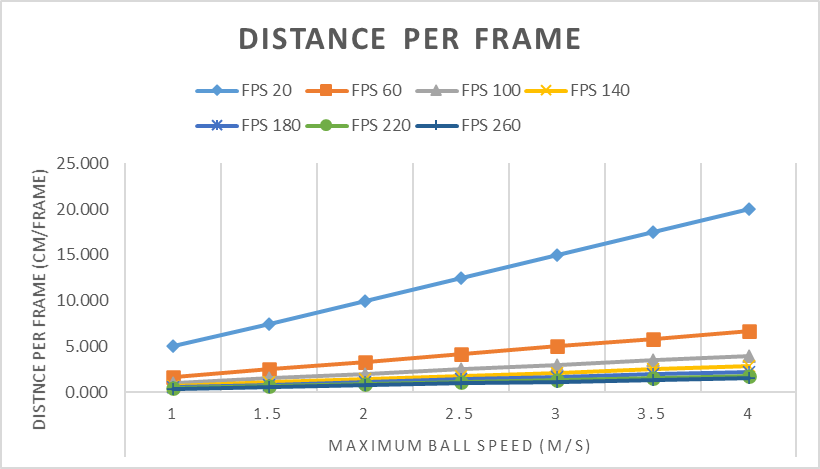 DISTANCE PER FRAME
FPS 20 FPS 60 FPS 100 FPS 140
FPS 180 FPS 220 FPS 260
DISTNCE PER FRAME (CM/FRAME)
25.000
20.000
15.000
10.000
5.000
0.000
1 1.5 2 2.5 3 3.5 4
MAXIMUM BALL SPEED (M/S)